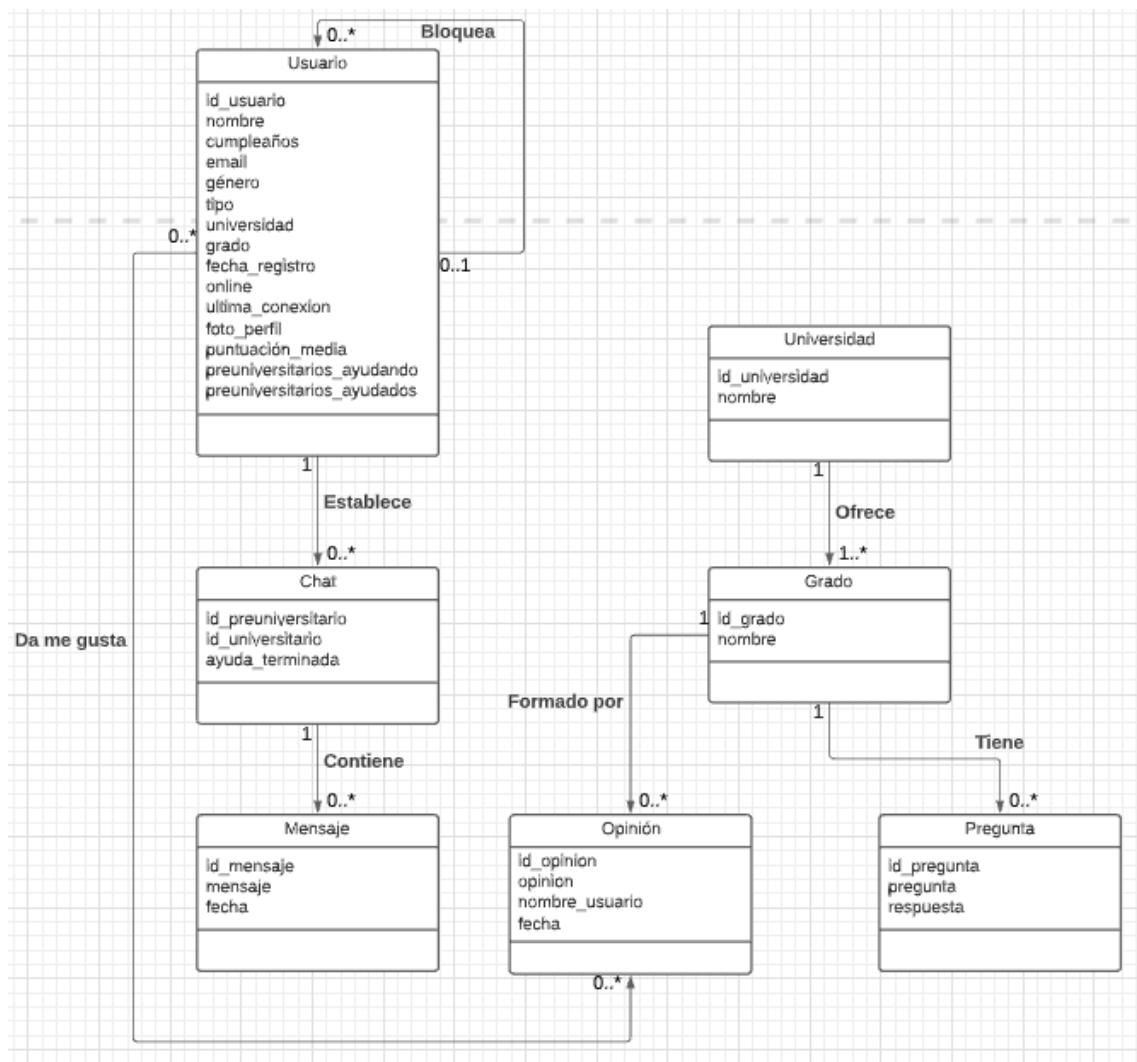 0..*
Bloquea
Usuario
id_usuario
nombre
cumpleaños
email
género
tipo
universidad
grado
fecha_registro
online
ultima_conexion
foto_perfil
puntuación_media
preuniversitarios_ayudando
preuniversitarios_ayudados
0..*
0..1
1
Establece
0..*
Universidad
id_universidad
nombre
1
Ofrece
1..*
Chat
id_preuniversitario
id_universitario
ayuda_terminada
Da me gusta
1
Contiene
0..*
Grado
id_grado
nombre
1
Formado por
0..*
1
Tiene
0..*
Mensaje
id_mensaje
mensaje
fecha
Opinión
id_opinion
opinion
nombre_usuario
fecha
0..*
Pregunta
id_pregunta
pregunta
respuesta